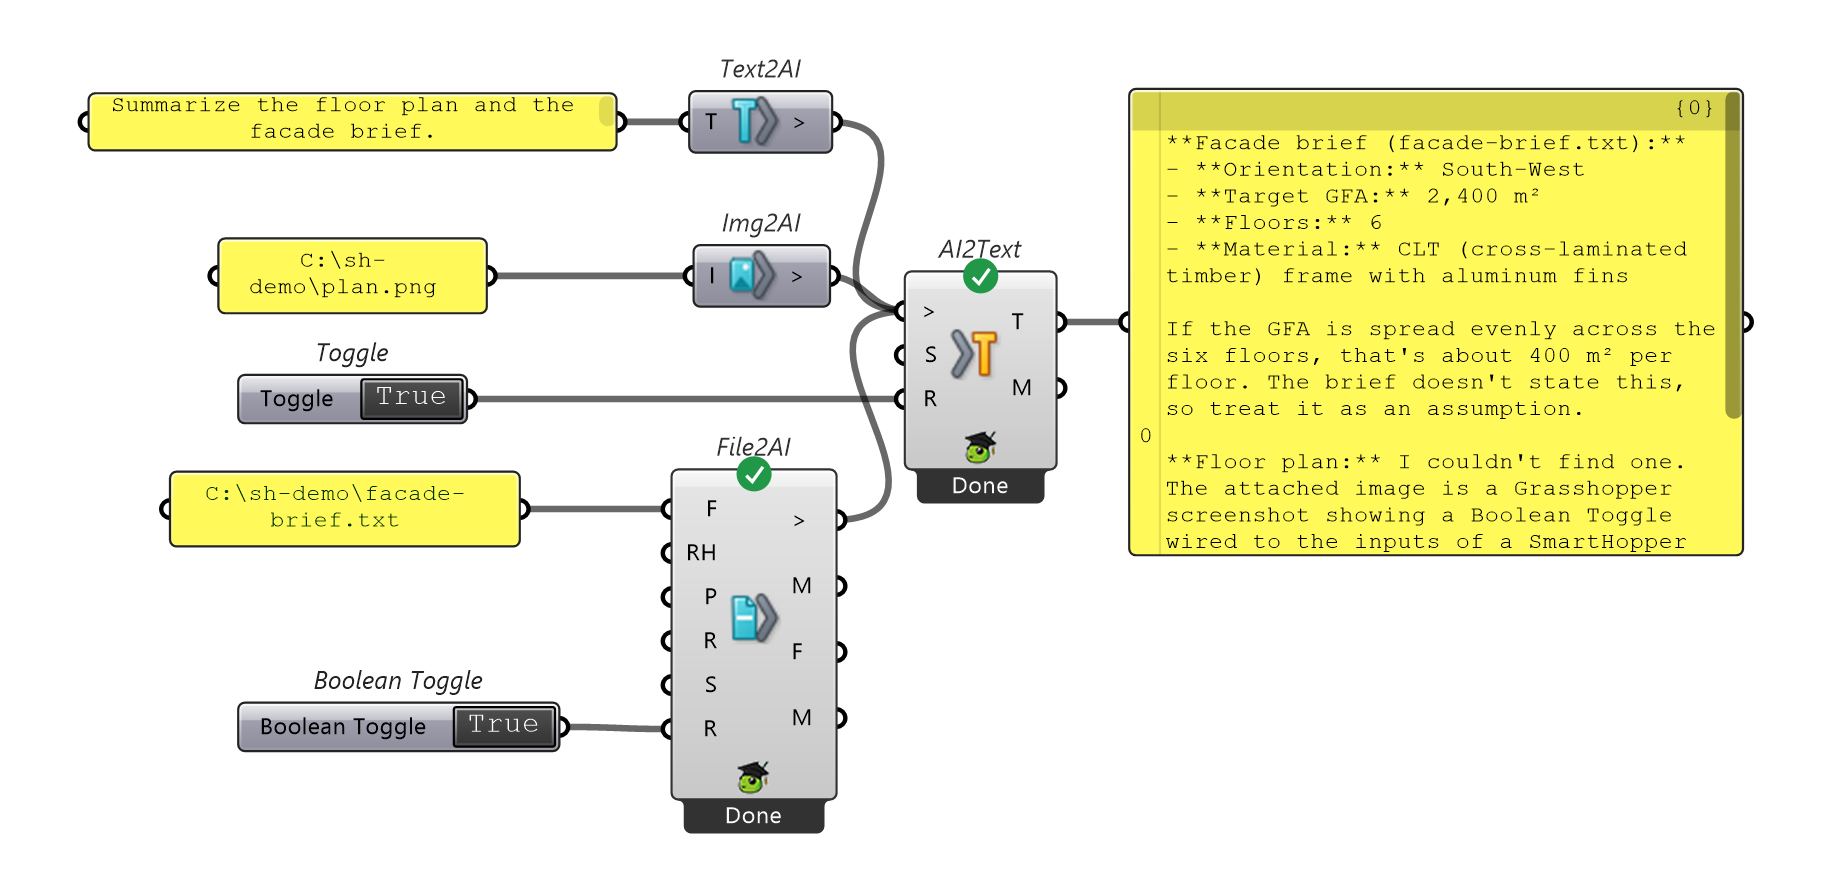 Text2AI
Summarize the floor plan and the
facade brief.
T >
Img2AI
C:\sh-
demo\plan.png
I >
Toggle
Toggle True
AI2Text
>
S
R
T
M
Done
File2AI
C:\sh-demo\facade-
brief.txt
F
RH
P
R
S
R
>
M
F
M
Done
Boolean Toggle
Boolean Toggle True
{0}
0
**Facade brief (facade-brief.txt):**
- **Orientation:** South-West
- **Target GFA:** 2,400 m²
- **Floors:** 6
- **Material:** CLT (cross-laminated
timber) frame with aluminum fins
If the GFA is spread evenly across the
six floors, that's about 400 m² per
floor. The brief doesn't state this,
so treat it as an assumption.
**Floor plan:** I couldn't find one.
The attached image is a Grasshopper
screenshot showing a Boolean Toggle
wired to the inputs of a SmartHopper